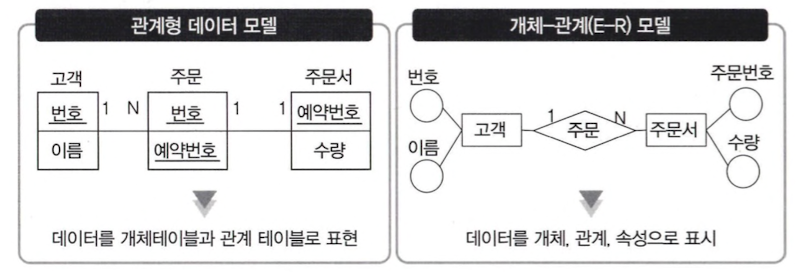 관계형 데이터 모델
고객 주문 주문서
번호 1 N 번호 1 1 예약번호
이름 예약번호 수량
데이터를 개체테이블과 관계 테이블로 표현
개체-관계(E-R) 모델
번호 주문번호
고객 1 주문 N 주문서
이름 수량
데이터를 개체, 관계, 속성으로 표시